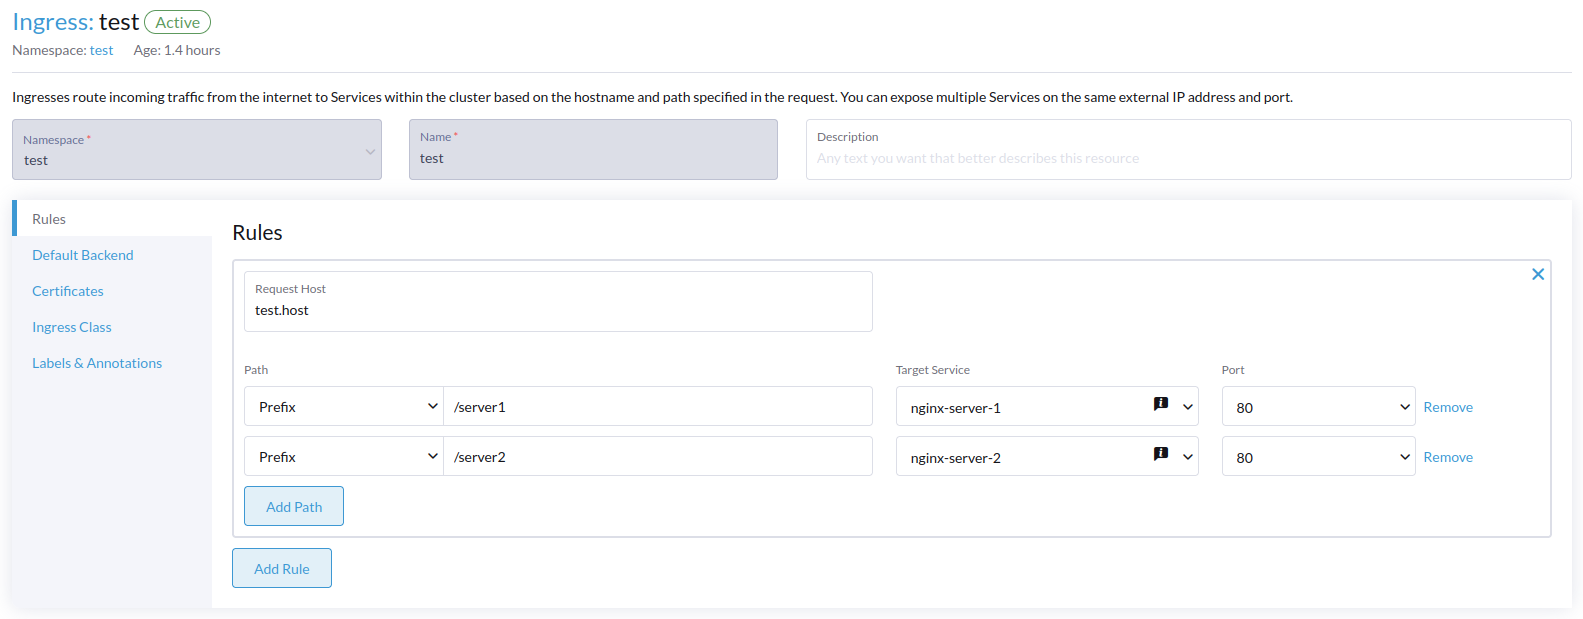 Ingress: test Active
Namespace: test Age: 1.4 hours
Ingresses route incoming traffic from the internet to Services within the cluster based on the hostname and path specified in the request. You can expose multiple Services on the same external IP address and port.
Namespace *
test
Name *
test
Description
Any text you want that better describes this resource
Rules
Default Backend
Certificates
Ingress Class
Labels & Annotations
Rules
Request Host
test.host
Path Target Service Port
Prefix /server1 nginx-server-1 80 Remove
Prefix /server2 nginx-server-2 80 Remove
Add Path
Add Rule